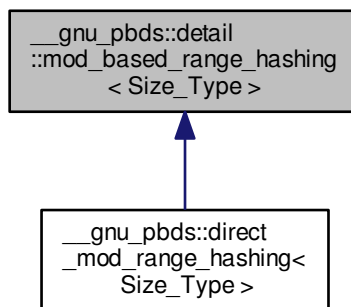 __gnu_pbds::detail
::mod_based_range_hashing
< Size_Type >
__gnu_pbds::direct
_mod_range_hashing<
Size_Type >